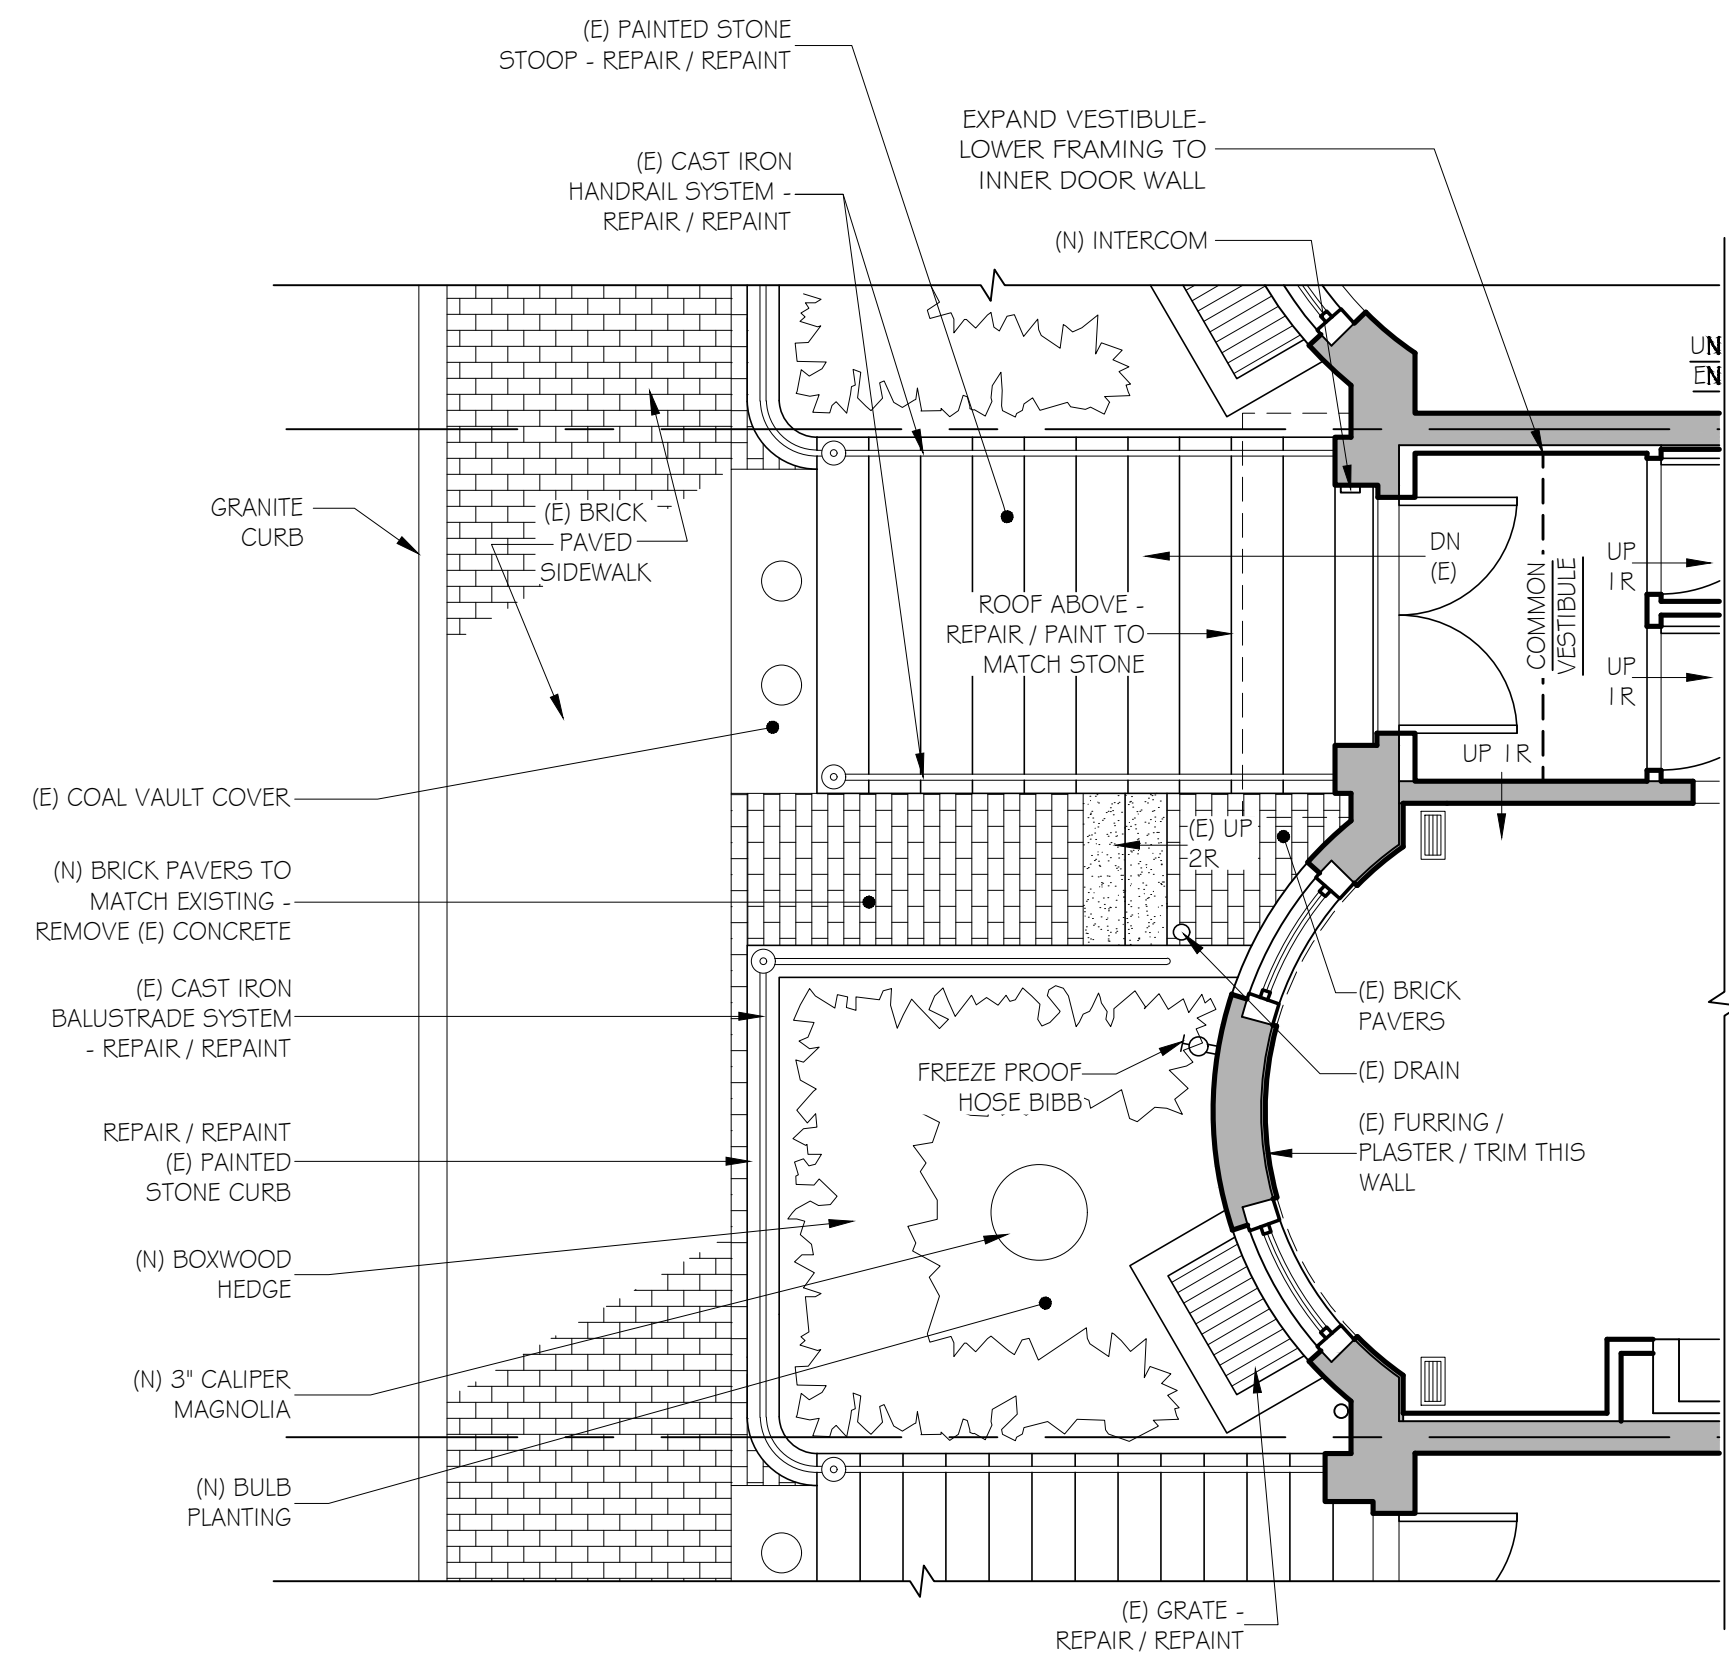 (E) PAINTED STONE
STOOP - REPAIR / REPAINT
EXPAND VESTIBULE-
LOWER FRAMING TO
INNER DOOR WALL
(E) CAST IRON
HANDRAIL SYSTEM -
REPAIR / REPAINT
(N) INTERCOM
UN
EN
GRANITE
CURB
(E) BRICK
PAVED
SIDEWALK
DN
(E)
UP
1R
COMMON
VESTIBULE
ROOF ABOVE -
REPAIR / PAINT TO
MATCH STONE
UP
1R
UP 1R
(E) COAL VAULT COVER
(E) UP
2R
(N) BRICK PAVERS TO
MATCH EXISTING -
REMOVE (E) CONCRETE
(E) CAST IRON
BALUSTRADE SYSTEM
- REPAIR / REPAINT
(E) BRICK
PAVERS
FREEZE PROOF
HOSE BIBB
(E) DRAIN
REPAIR / REPAINT
(E) PAINTED
STONE CURB
(E) FURRING /
PLASTER / TRIM THIS
WALL
(N) BOXWOOD
HEDGE
(N) 3" CALIPER
MAGNOLIA
(N) BULB
PLANTING
(E) GRATE -
REPAIR / REPAINT